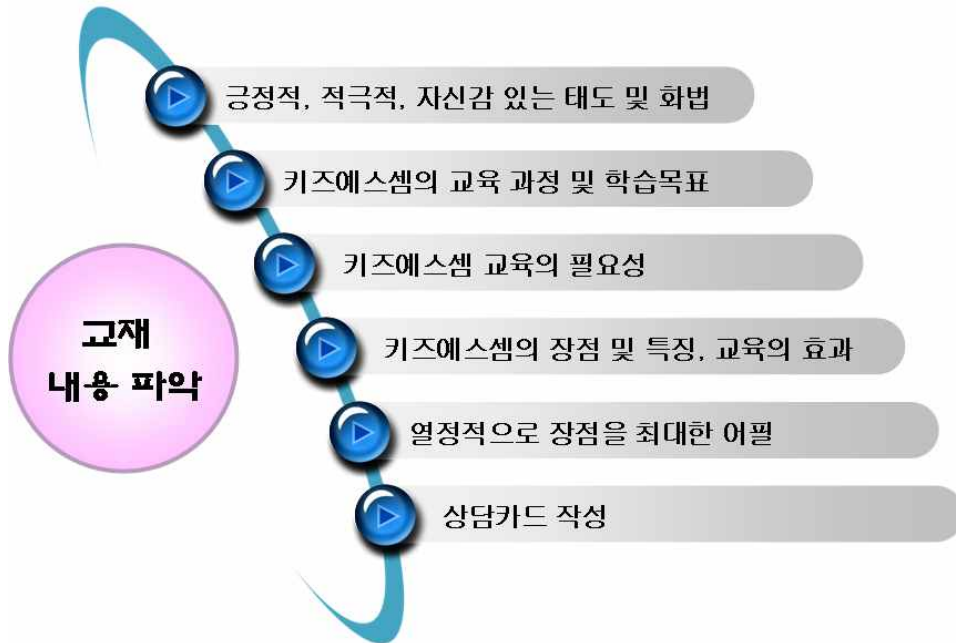 긍정적, 적극적, 자신감 있는 태도 및 화법
키즈에스셈의 교육 과정 및 학습목표
키즈에스셈 교육의 필요성
교재
내용 파악
키즈에스셈의 장점 및 특징, 교육의 효과
열정적으로 장점을 최대한 어필
상담카드 작성